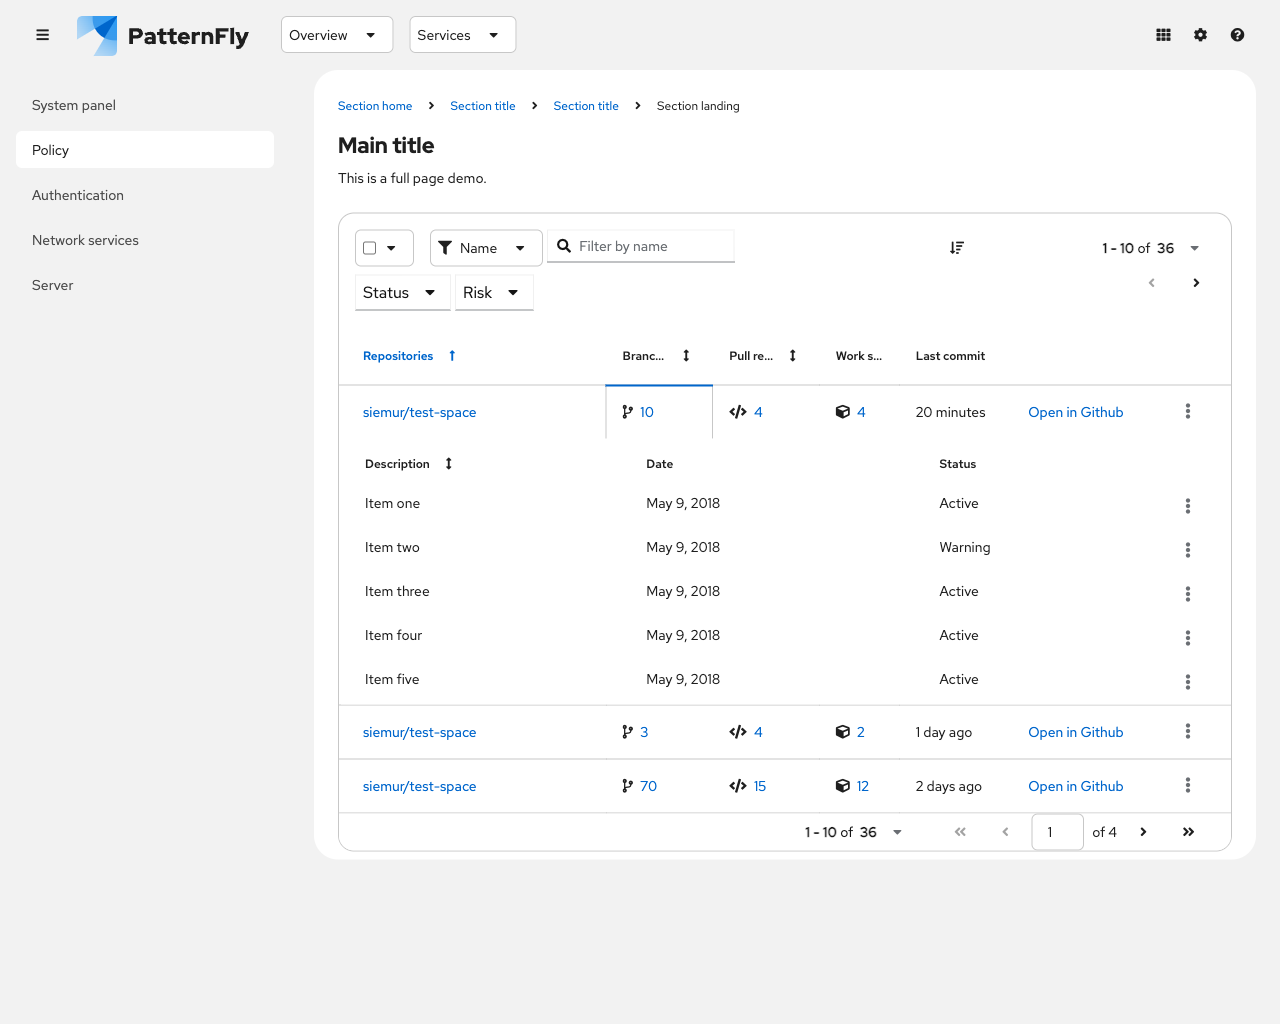 PatternFly Overview Services
System panel
Policy
Authentication
Network services
Server
Section home Section title Section title Section landing
Main title
This is a full page demo.
Name Filter by name 1 - 10 of 36
Status Risk
Repositories Branc... Pull re... Work s... Last commit
siemur/test-space 10 4 4 20 minutes Open in Github
Description Date Status
Item one May 9, 2018 Active
Item two May 9, 2018 Warning
Item three May 9, 2018 Active
Item four May 9, 2018 Active
Item five May 9, 2018 Active
siemur/test-space 3 4 2 1 day ago Open in Github
siemur/test-space 70 15 12 2 days ago Open in Github
1 - 10 of 36 1 of 4